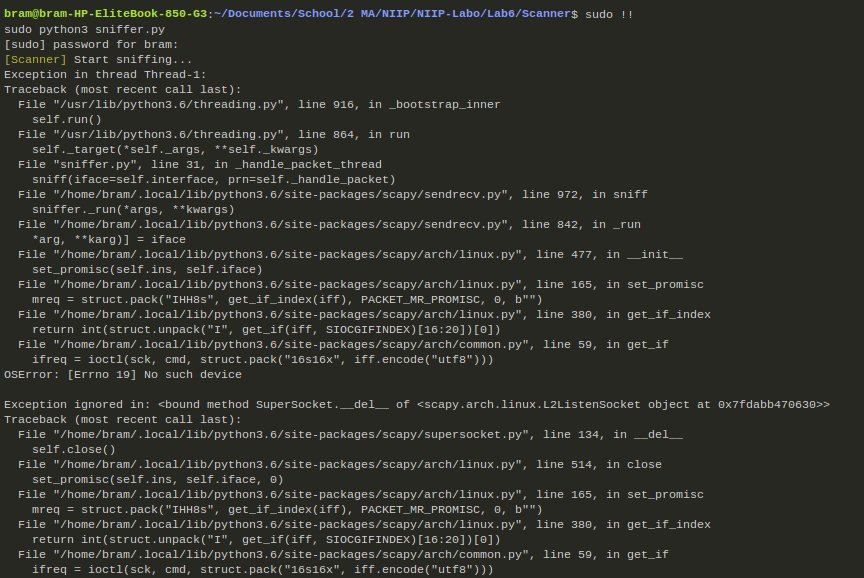 bram@bram-HP-EliteBook-850-G3:~/Documents/School/2 MA/NIIP/NIIP-Labo/Lab6/Scanner$ sudo !!
sudo python3 sniffer.py
[sudo] password for bram:
[Scanner] Start sniffing...
Exception in thread Thread-1:
Traceback (most recent call last):
  File "/usr/lib/python3.6/threading.py", line 916, in _bootstrap_inner
    self.run()
  File "/usr/lib/python3.6/threading.py", line 864, in run
    self._target(*self._args, **self._kwargs)
  File "sniffer.py", line 31, in _handle_packet_thread
    sniff(iface=self.interface, prn=self._handle_packet)
  File "/home/bram/.local/lib/python3.6/site-packages/scapy/sendrecv.py", line 972, in sniff
    sniffer._run(*args, **kwargs)
  File "/home/bram/.local/lib/python3.6/site-packages/scapy/sendrecv.py", line 842, in _run
    *arg, **karg)] = iface
  File "/home/bram/.local/lib/python3.6/site-packages/scapy/arch/linux.py", line 477, in __init__
    set_promisc(self.ins, self.iface)
  File "/home/bram/.local/lib/python3.6/site-packages/scapy/arch/linux.py", line 165, in set_promisc
    mreq = struct.pack("IHH8s", get_if_index(iff), PACKET_MR_PROMISC, 0, b"")
  File "/home/bram/.local/lib/python3.6/site-packages/scapy/arch/linux.py", line 380, in get_if_index
    return int(struct.unpack("I", get_if(iff, SIOCGIFINDEX)[16:20])[0])
  File "/home/bram/.local/lib/python3.6/site-packages/scapy/arch/common.py", line 59, in get_if
    ifreq = ioctl(sck, cmd, struct.pack("16s16x", iff.encode("utf8")))
OSError: [Errno 19] No such device

Exception ignored in: <bound method SuperSocket.__del__ of <scapy.arch.linux.L2ListenSocket object at 0x7fdabb470630>>
Traceback (most recent call last):
  File "/home/bram/.local/lib/python3.6/site-packages/scapy/supersocket.py", line 134, in __del__
    self.close()
  File "/home/bram/.local/lib/python3.6/site-packages/scapy/arch/linux.py", line 514, in close
    set_promisc(self.ins, self.iface, 0)
  File "/home/bram/.local/lib/python3.6/site-packages/scapy/arch/linux.py", line 165, in set_promisc
    mreq = struct.pack("IHH8s", get_if_index(iff), PACKET_MR_PROMISC, 0, b"")
  File "/home/bram/.local/lib/python3.6/site-packages/scapy/arch/linux.py", line 380, in get_if_index
    return int(struct.unpack("I", get_if(iff, SIOCGIFINDEX)[16:20])[0])
  File "/home/bram/.local/lib/python3.6/site-packages/scapy/arch/common.py", line 59, in get_if
    ifreq = ioctl(sck, cmd, struct.pack("16s16x", iff.encode("utf8")))